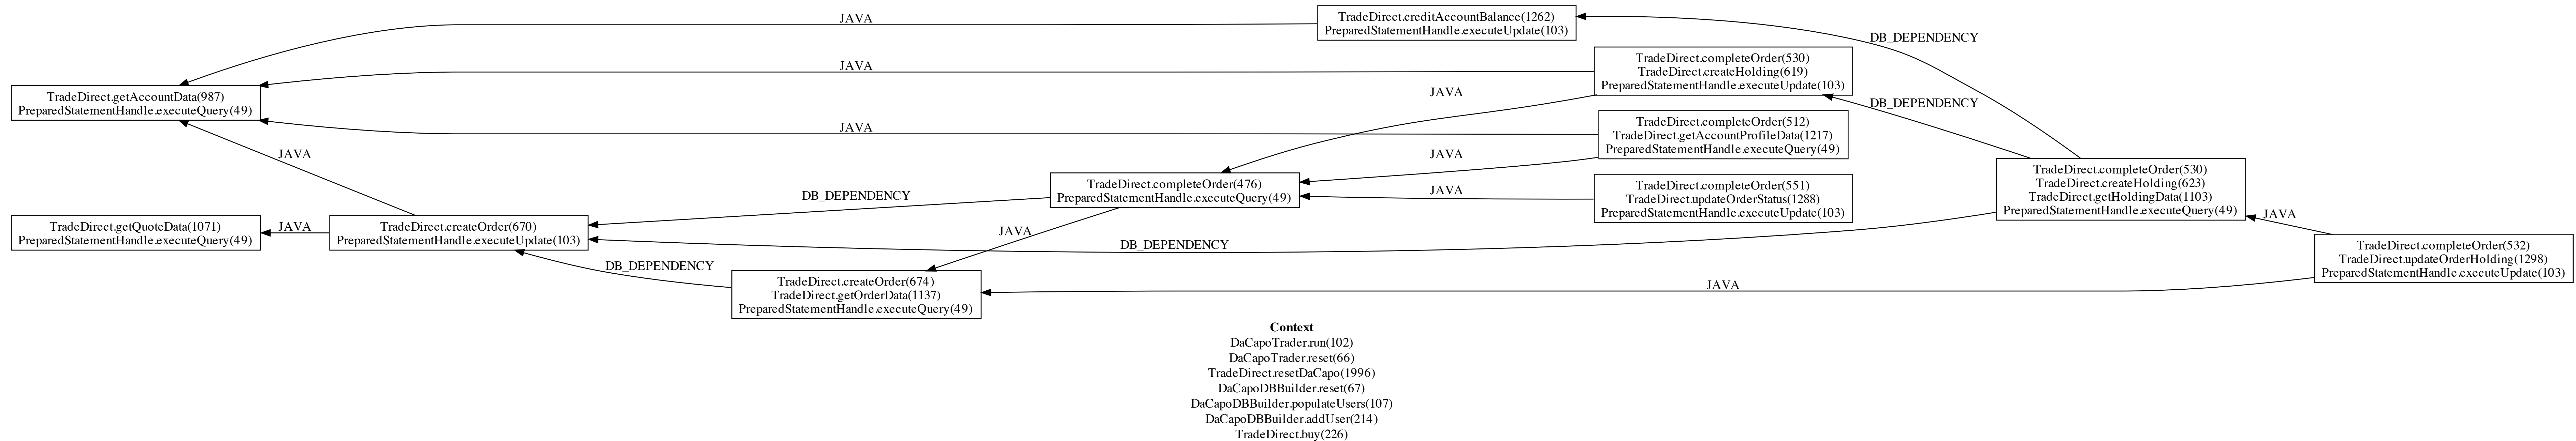 JAVA
TradeDirect.creditAccountBalance(1262)
PreparedStatementHandle.executeUpdate(103)
DB_DEPENDENCY
JAVA
TradeDirect.completeOrder(530)
TradeDirect.createHolding(619)
PreparedStatementHandle.executeUpdate(103)
TradeDirect.getAccountData(987)
PreparedStatementHandle.executeQuery(49)
JAVA
DB_DEPENDENCY
JAVA
TradeDirect.completeOrder(512)
TradeDirect.getAccountProfileData(1217)
PreparedStatementHandle.executeQuery(49)
JAVA
JAVA
TradeDirect.completeOrder(530)
TradeDirect.createHolding(623)
TradeDirect.getHoldingData(1103)
PreparedStatementHandle.executeQuery(49)
DB_DEPENDENCY
TradeDirect.completeOrder(476)
PreparedStatementHandle.executeQuery(49)
JAVA
TradeDirect.completeOrder(551)
TradeDirect.updateOrderStatus(1288)
PreparedStatementHandle.executeUpdate(103)
JAVA
TradeDirect.getQuoteData(1071)
PreparedStatementHandle.executeQuery(49)
JAVA
TradeDirect.createOrder(670)
PreparedStatementHandle.executeUpdate(103)
JAVA
DB_DEPENDENCY
TradeDirect.completeOrder(532)
TradeDirect.updateOrderHolding(1298)
PreparedStatementHandle.executeUpdate(103)
DB_DEPENDENCY
TradeDirect.createOrder(674)
TradeDirect.getOrderData(1137)
PreparedStatementHandle.executeQuery(49)
JAVA
Context
DaCapoTrader.run(102)
DaCapoTrader.reset(66)
TradeDirect.resetDaCapo(1996)
DaCapoDBBuilder.reset(67)
DaCapoDBBuilder.populateUsers(107)
DaCapoDBBuilder.addUser(214)
TradeDirect.buy(226)